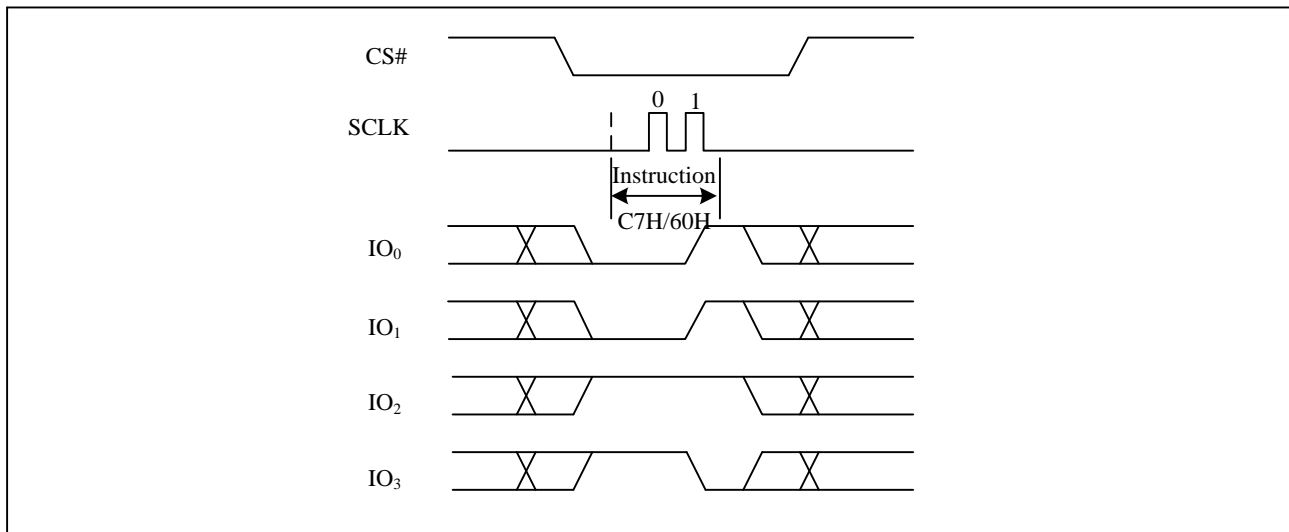 CS#
0 1
SCLK
Instruction
C7H/60H
IO₀
IO₁
IO₂
IO₃